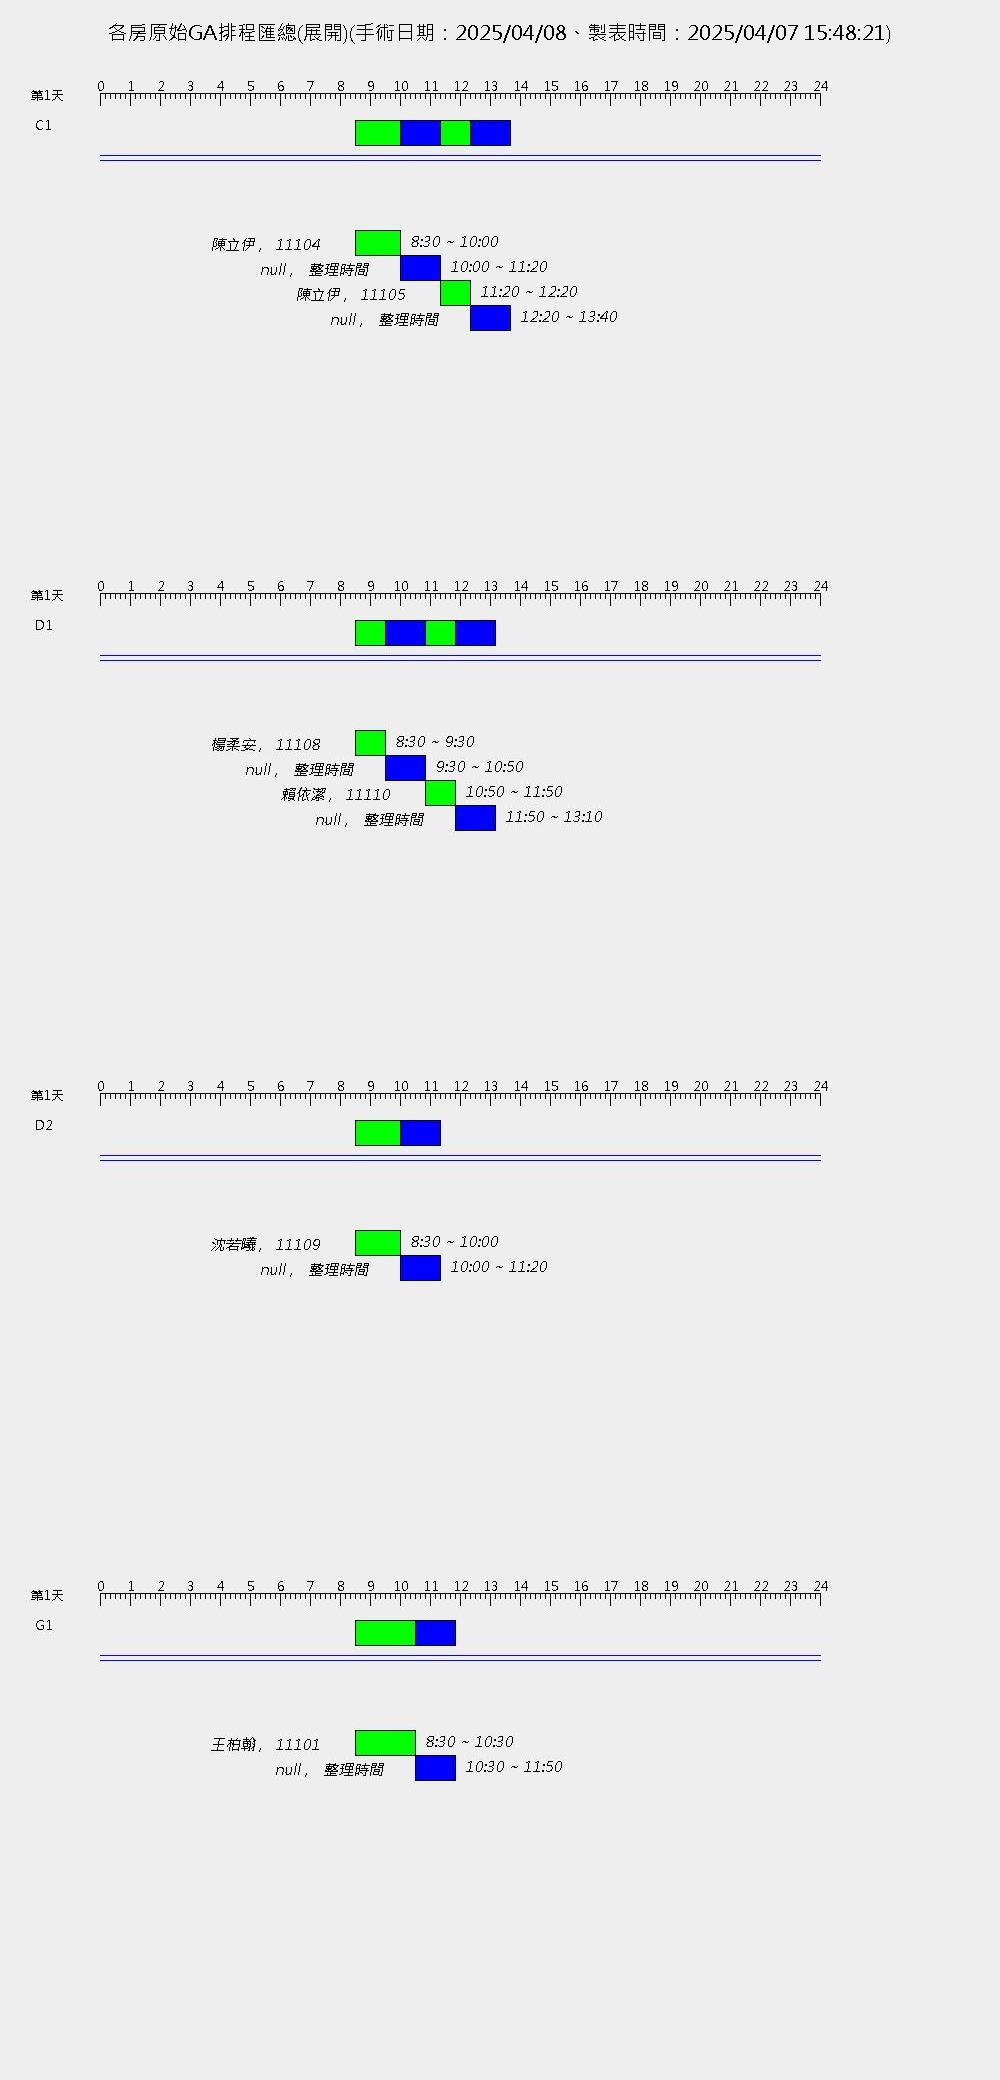 各房原始GA排程匯總(展開)(手術日期：2025/04/08、製表時間：2025/04/07 15:48:21)
第1天 0 1 2 3 4 5 6 7 8 9 10 11 12 13 14 15 16 17 18 19 20 21 22 23 24
C1
陳立伊, 11104 8:30 ~ 10:00
null, 整理時間 10:00 ~ 11:20
陳立伊, 11105 11:20 ~ 12:20
null, 整理時間 12:20 ~ 13:40
第1天 0 1 2 3 4 5 6 7 8 9 10 11 12 13 14 15 16 17 18 19 20 21 22 23 24
D1
楊柔安, 11108 8:30 ~ 9:30
null, 整理時間 9:30 ~ 10:50
賴依潔, 11110 10:50 ~ 11:50
null, 整理時間 11:50 ~ 13:10
第1天 0 1 2 3 4 5 6 7 8 9 10 11 12 13 14 15 16 17 18 19 20 21 22 23 24
D2
沈若曦, 11109 8:30 ~ 10:00
null, 整理時間 10:00 ~ 11:20
第1天 0 1 2 3 4 5 6 7 8 9 10 11 12 13 14 15 16 17 18 19 20 21 22 23 24
G1
王柏翰, 11101 8:30 ~ 10:30
null, 整理時間 10:30 ~ 11:50